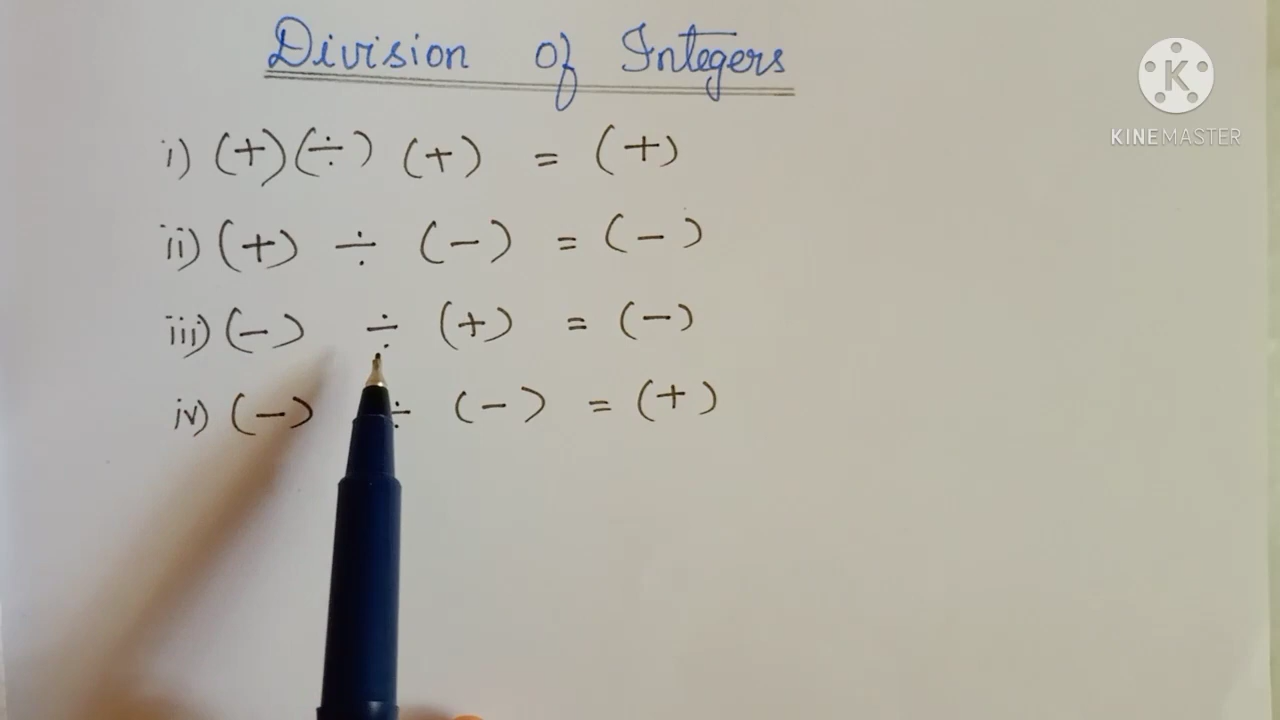 Division of Integers
i) (+)(÷) (+) = (+)
ii) (+) ÷ (-) = (-)
iii) (-) ÷ (+) = (-)
iv) (-) ÷ (-) = (+)
K
KINEMASTER